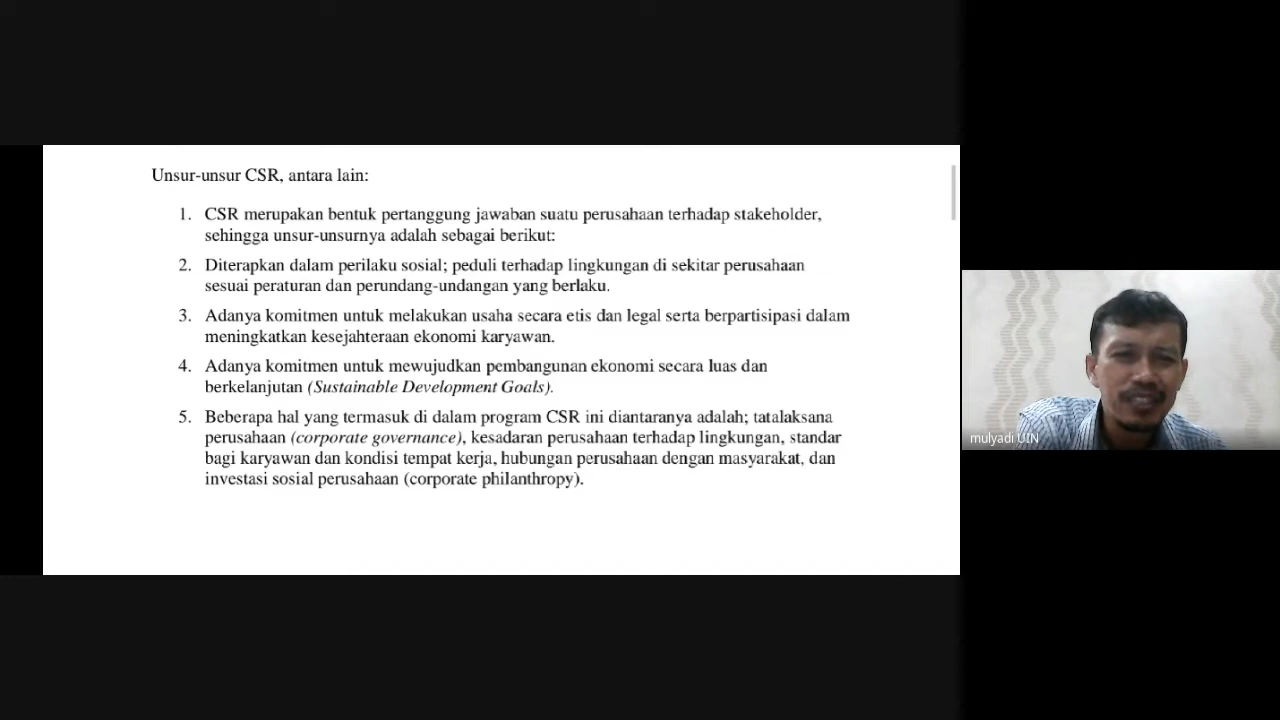 Unsur-unsur CSR, antara lain:
1. CSR merupakan bentuk pertanggung jawaban suatu perusahaan terhadap stakeholder,
sehingga unsur-unsurnya adalah sebagai berikut:
2. Diterapkan dalam perilaku sosial; peduli terhadap lingkungan di sekitar perusahaan
sesuai peraturan dan perundang-undangan yang berlaku.
3. Adanya komitmen untuk melakukan usaha secara etis dan legal serta berpartisipasi dalam
meningkatkan kesejahteraan ekonomi karyawan.
4. Adanya komitmen untuk mewujudkan pembangunan ekonomi secara luas dan
berkelanjutan (Sustainable Development Goals).
5. Beberapa hal yang termasuk di dalam program CSR ini diantaranya adalah; tatalaksana
perusahaan (corporate governance), kesadaran perusahaan terhadap lingkungan, standar
bagi karyawan dan kondisi tempat kerja, hubungan perusahaan dengan masyarakat, dan
investasi sosial perusahaan (corporate philanthropy).
mulyadi UIN